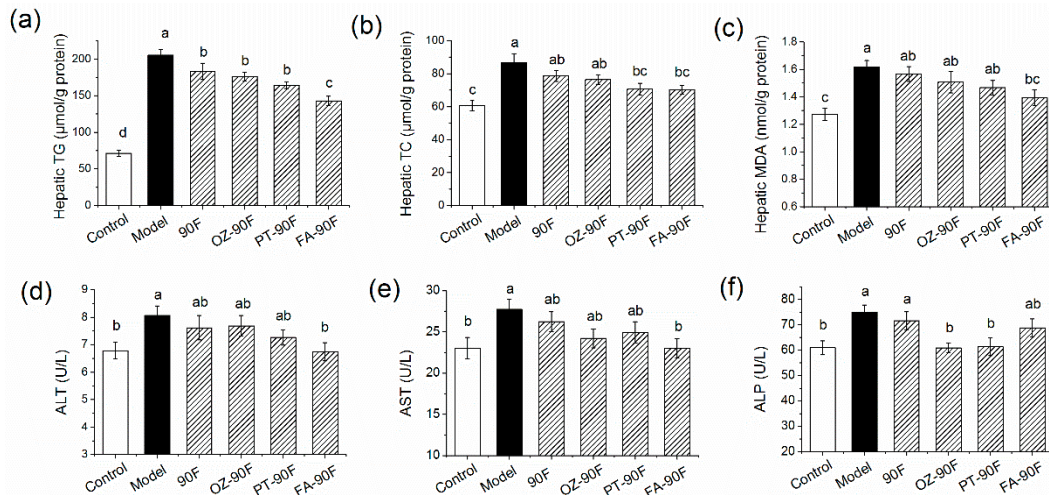 (a)
Hepatic TG (µmol/g protein)
200
150
100
50
0
d
a
b
b
b
c
Control
Model
90F
OZ-90F
PT-90F
FA-90F
(b)
Hepatic TC (µmol/g protein)
100
80
60
40
20
0
c
a
ab
ab
bc
bc
Control
Model
90F
OZ-90F
PT-90F
FA-90F
(c)
Hepatic MDA (nmol/g protein)
1.8
1.6
1.4
1.2
1.0
0.8
0.6
c
a
ab
ab
ab
bc
Control
Model
90F
OZ-90F
PT-90F
FA-90F
(d)
ALT (U/L)
9
8
7
6
5
4
3
b
a
ab
ab
ab
b
Control
Model
90F
OZ-90F
PT-90F
FA-90F
(e)
AST (U/L)
30
25
20
15
10
b
a
ab
ab
ab
b
Control
Model
90F
OZ-90F
PT-90F
FA-90F
(f)
ALP (U/L)
80
70
60
50
40
30
20
b
a
a
b
b
ab
Control
Model
90F
OZ-90F
PT-90F
FA-90F